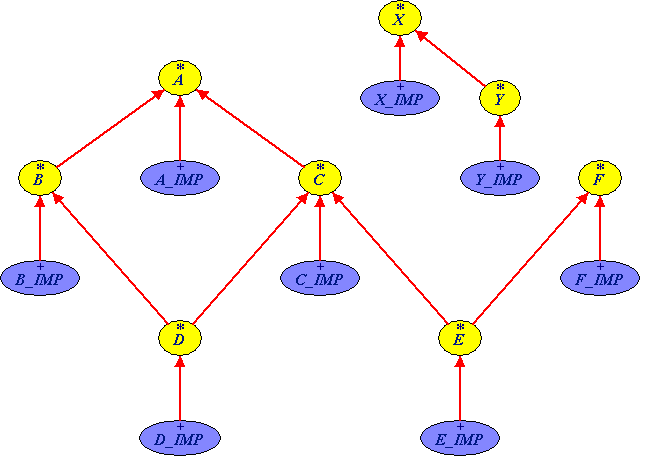 *
X
*
A
+
X_IMP
*
Y
*
B
+
A_IMP
*
C
+
Y_IMP
*
F
+
B_IMP
+
C_IMP
+
F_IMP
*
D
*
E
+
D_IMP
+
E_IMP